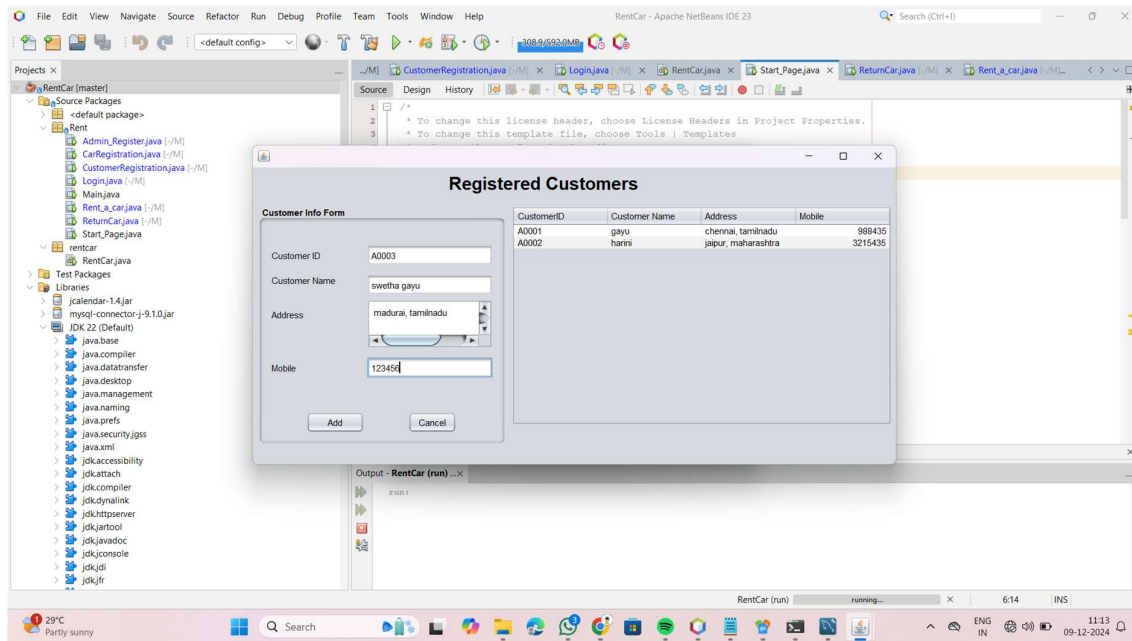 File Edit View Navigate Source Refactor Run Debug Profile Team Tools Window Help
RentCar - Apache NetBeans IDE 23
Search (Ctrl+I)
<default config>
308.9/592.0MB
Projects
RentCar [master]
Source Packages
<default package>
Rent
Admin_Register.java [-/M]
CarRegistration.java [-/M]
CustomerRegistration.java [-/M]
Login.java [-/M]
Main.java
Rent_a_car.java [-/M]
ReturnCar.java [-/M]
Start_Page.java
rentcar
RentCar.java
Test Packages
Libraries
jcalendar-1.4.jar
mysql-connector-j-9.1.0.jar
JDK 22 (Default)
java.base
java.compiler
java.datatransfer
java.desktop
java.management
java.naming
java.prefs
java.security.jgss
java.xml
jdk.accessibility
jdk.attach
jdk.compiler
jdk.dynalink
jdk.httpserver
jdk.jartool
jdk.javadoc
jdk.jconsole
jdk.jdi
jdk.jfr
.../M] CustomerRegistration.java [-/M] Login.java [-/M] RentCar.java Start_Page.java ReturnCar.java [-/M] Rent_a_car.java [-/M]...
Source Design History
1 /*
2 * To change this license header, choose License Headers in Project Properties.
3 * To change this template file, choose Tools | Templates
Registered Customers
Customer Info Form
Customer ID A0003
Customer Name swetha gayu
Address madurai, tamilnadu
Mobile 123456
Add Cancel
CustomerID Customer Name Address Mobile
A0001 gayu chennai, tamilnadu 988435
A0002 harini jaipur, maharashtra 3215435
Output - RentCar (run) ...
run:
RentCar (run) running... 6:14 INS
29°C
Partly sunny
Search
ENG
IN
11:13
09-12-2024